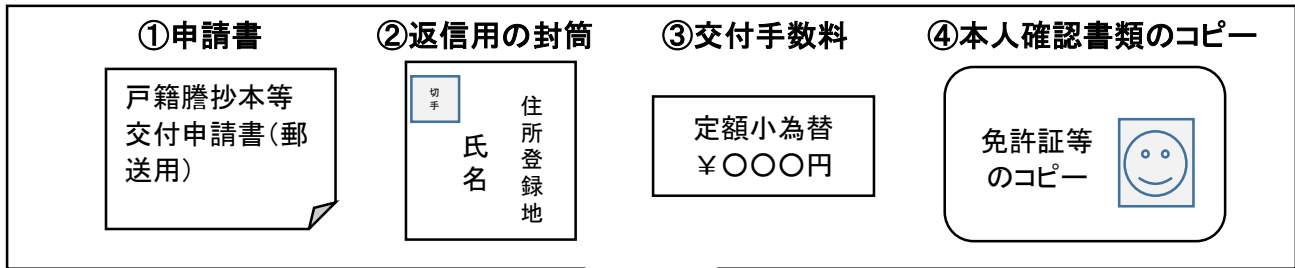 ①申請書
戸籍謄抄本等
交付申請書（郵
送用）
②返信用の封筒
切手
住所登録地
氏名
③交付手数料
定額小為替
￥〇〇〇円
④本人確認書類のコピー
免許証等
のコピー